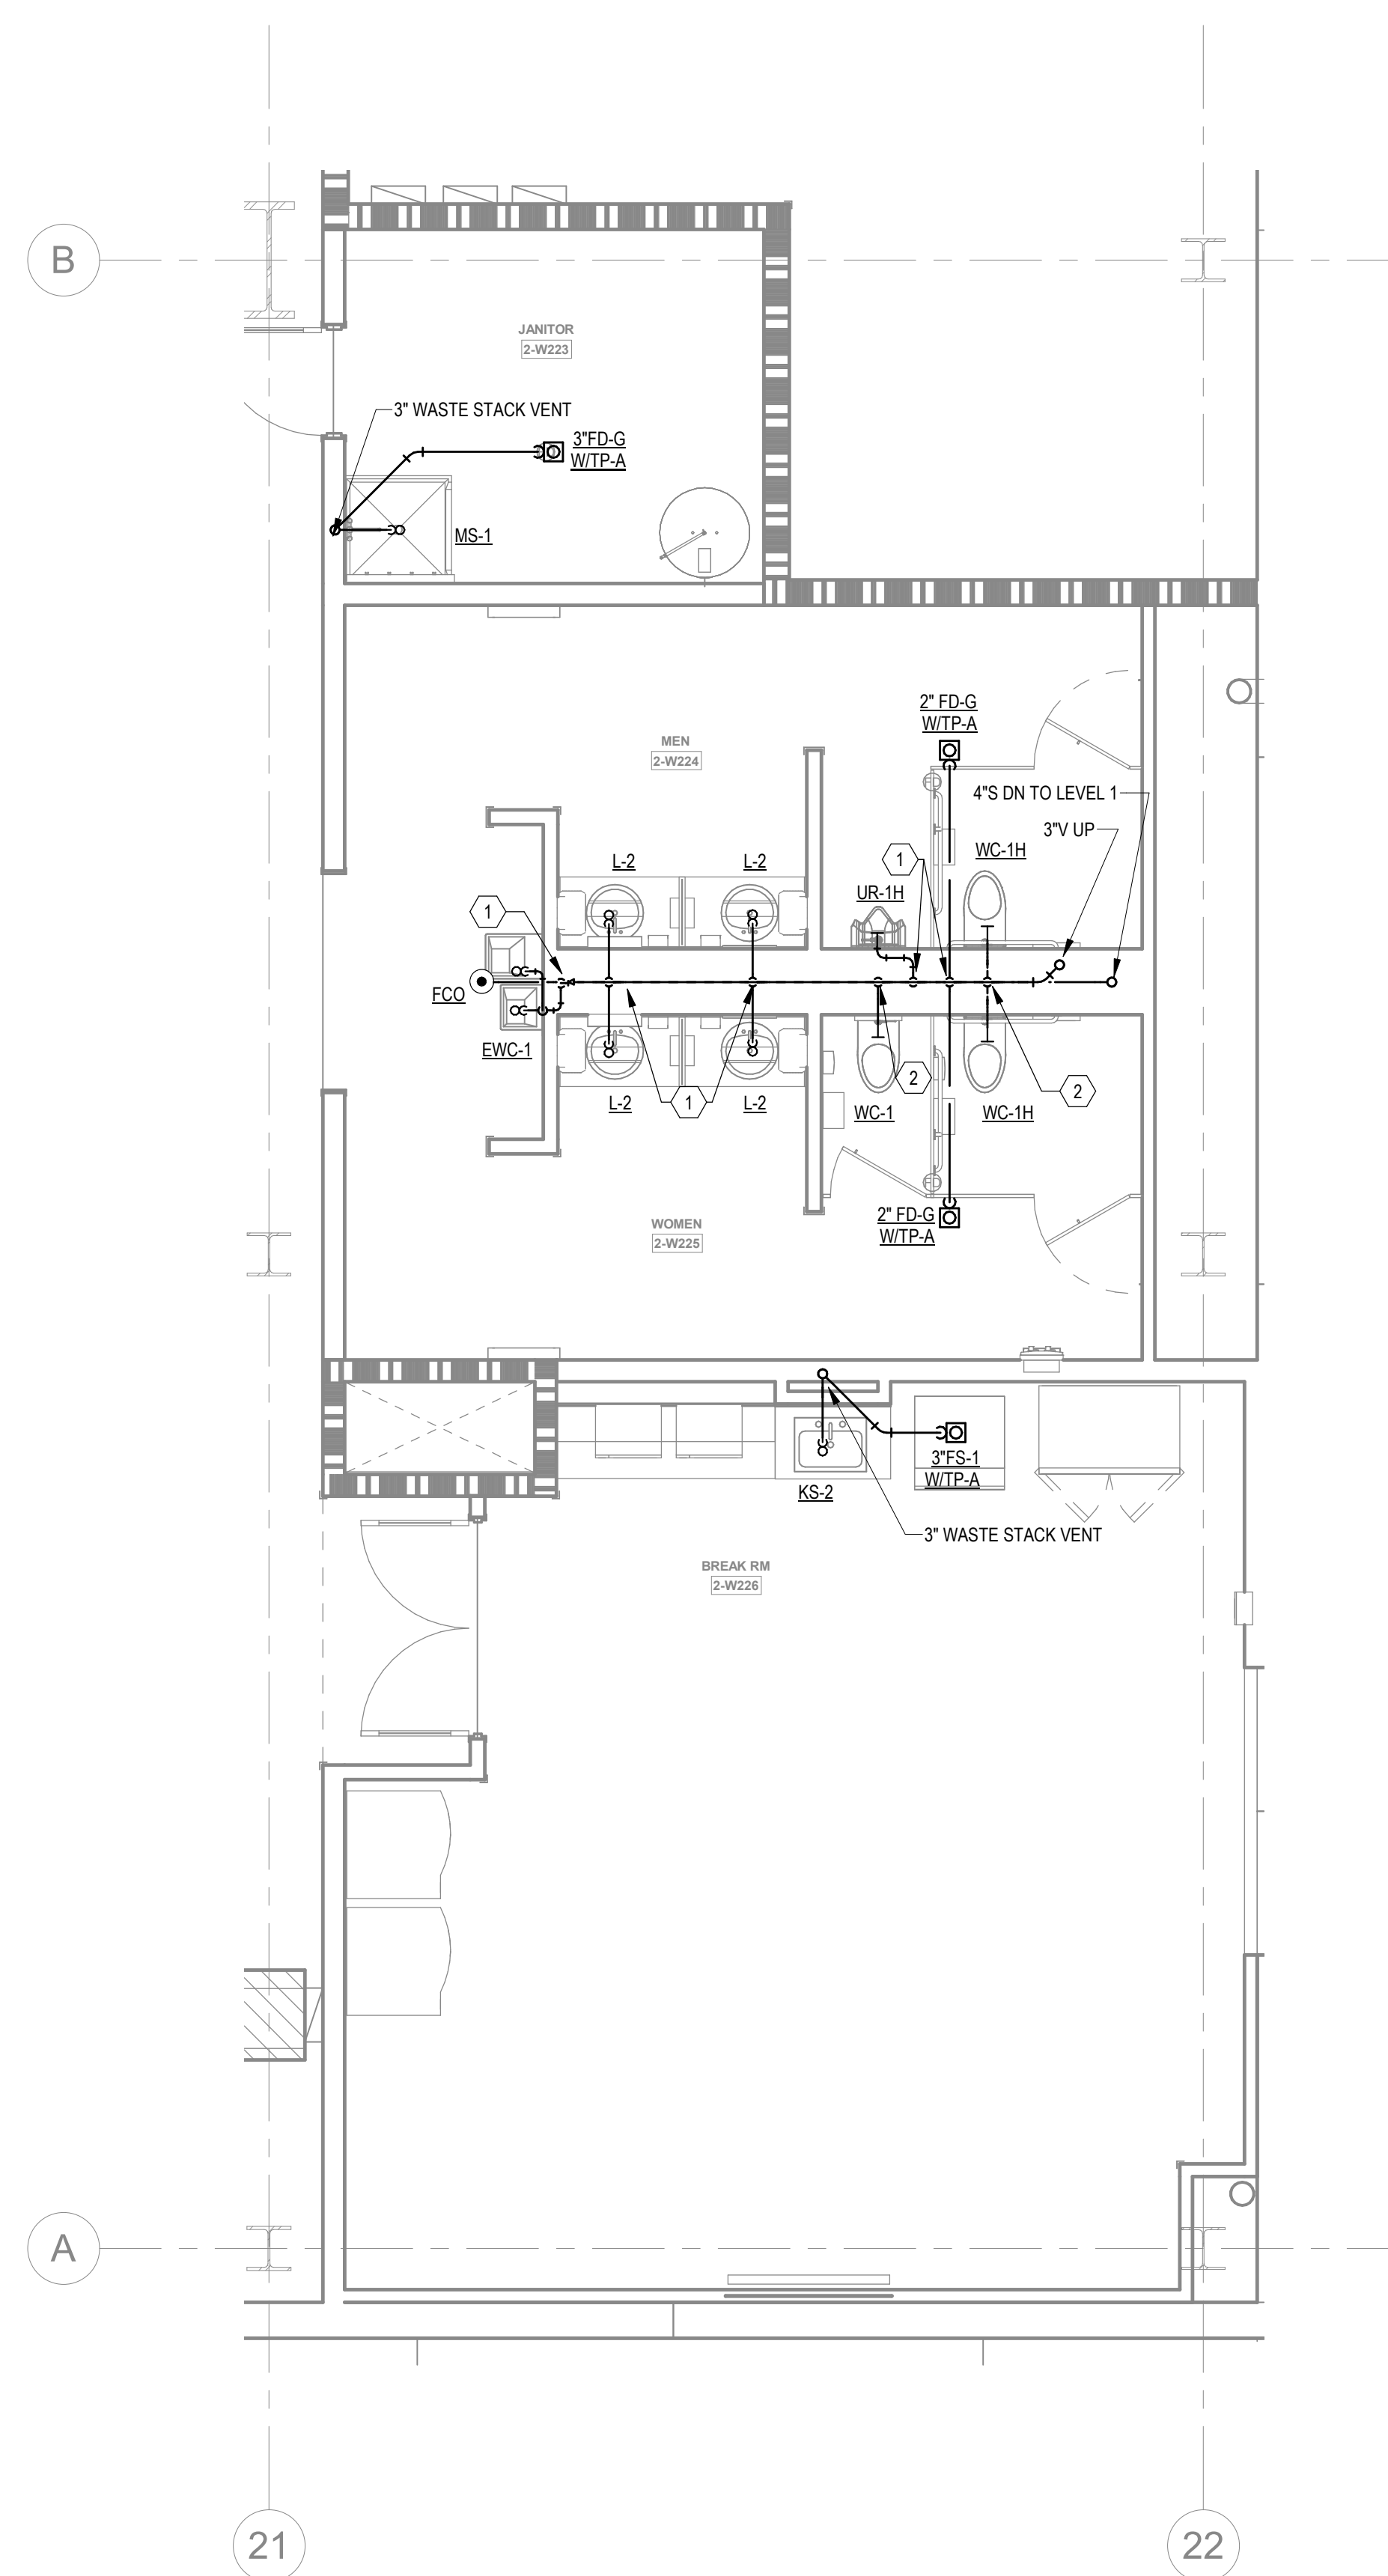 B
JANITOR
2-W223
3" WASTE STACK VENT
3"FD-G
W/TP-A
MS-1
2" FD-G
W/TP-A
MEN
2-W224
4"S DN TO LEVEL 1
3"V UP
1
WC-1H
L-2
L-2
UR-1H
1
FCO
EWC-1
2
2
L-2
1
L-2
WC-1
WC-1H
2" FD-G
W/TP-A
WOMEN
2-W225
3"FS-1
W/TP-A
KS-2
3" WASTE STACK VENT
BREAK RM
2-W226
A
21
22